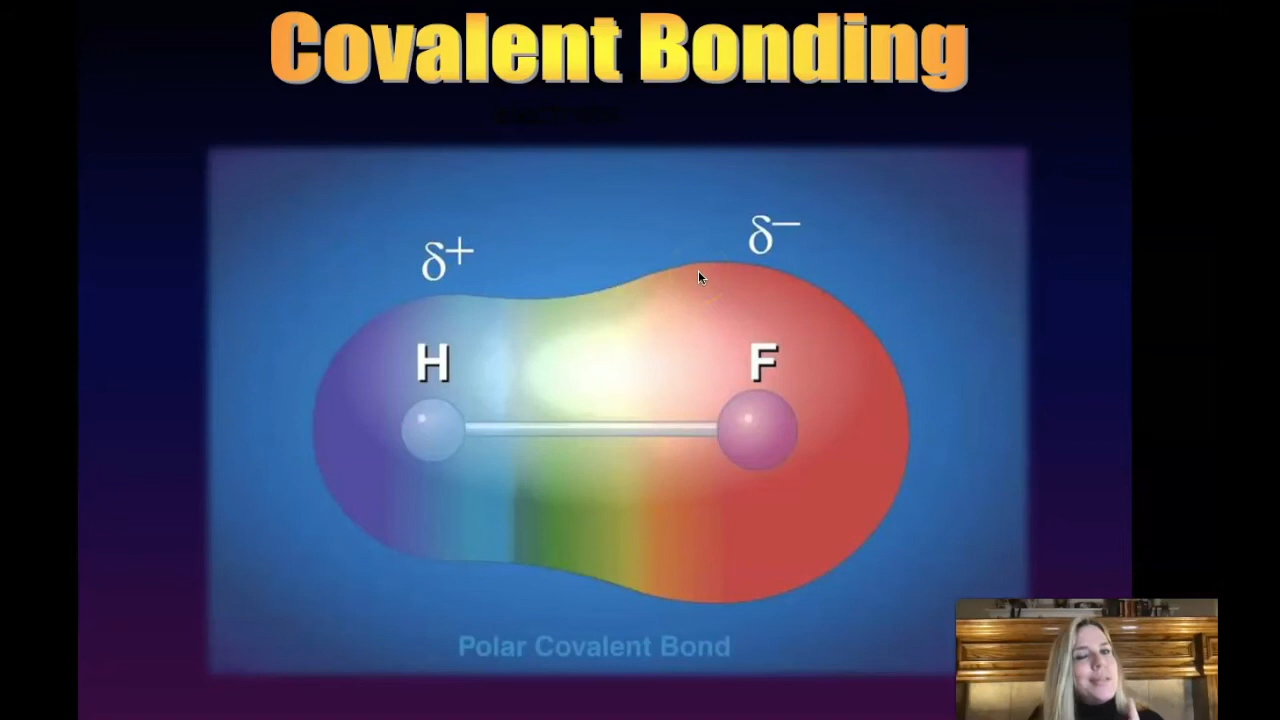 Covalent Bonding
δ+
δ−
H
F
Polar Covalent Bond